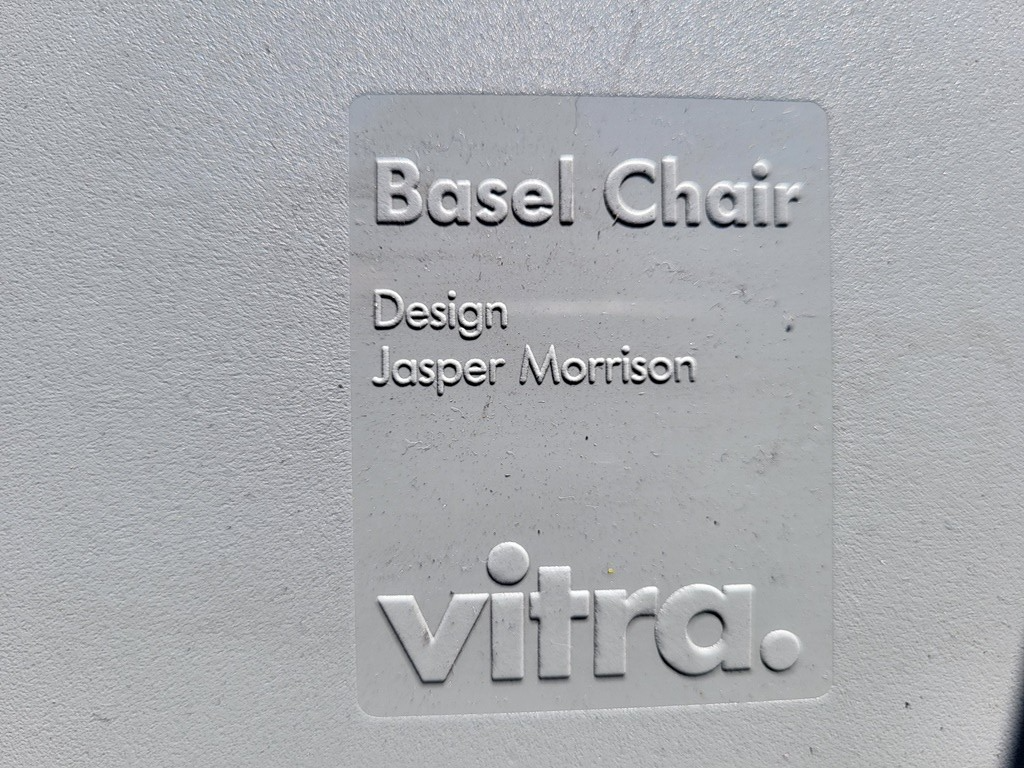 Basel Chair
Design
Jasper Morrison
vitra.